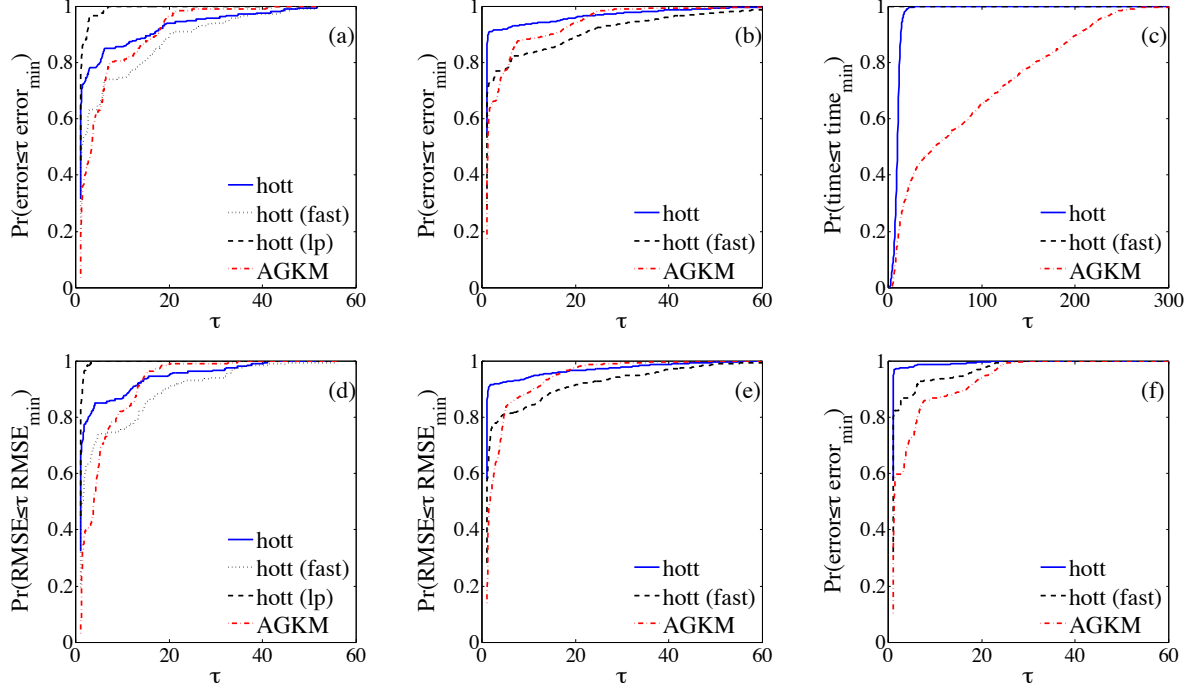 Pr(error≤τ error_min)
1
0.8
0.6
0.4
0.2
0
0 20 40 60
τ
(a)
hott
hott (fast)
hott (lp)
AGKM
Pr(error≤τ error_min)
1
0.8
0.6
0.4
0.2
0
0 20 40 60
τ
(b)
hott
hott (fast)
AGKM
Pr(time≤τ time_min)
1
0.8
0.6
0.4
0.2
0
0 100 200 300
τ
(c)
hott
hott (fast)
AGKM
Pr(RMSE≤τ RMSE_min)
1
0.8
0.6
0.4
0.2
0
0 20 40 60
τ
(d)
hott
hott (fast)
hott (lp)
AGKM
Pr(RMSE≤τ RMSE_min)
1
0.8
0.6
0.4
0.2
0
0 20 40 60
τ
(e)
hott
hott (fast)
AGKM
Pr(error≤τ error_min)
1
0.8
0.6
0.4
0.2
0
0 20 40 60
τ
(f)
hott
hott (fast)
AGKM